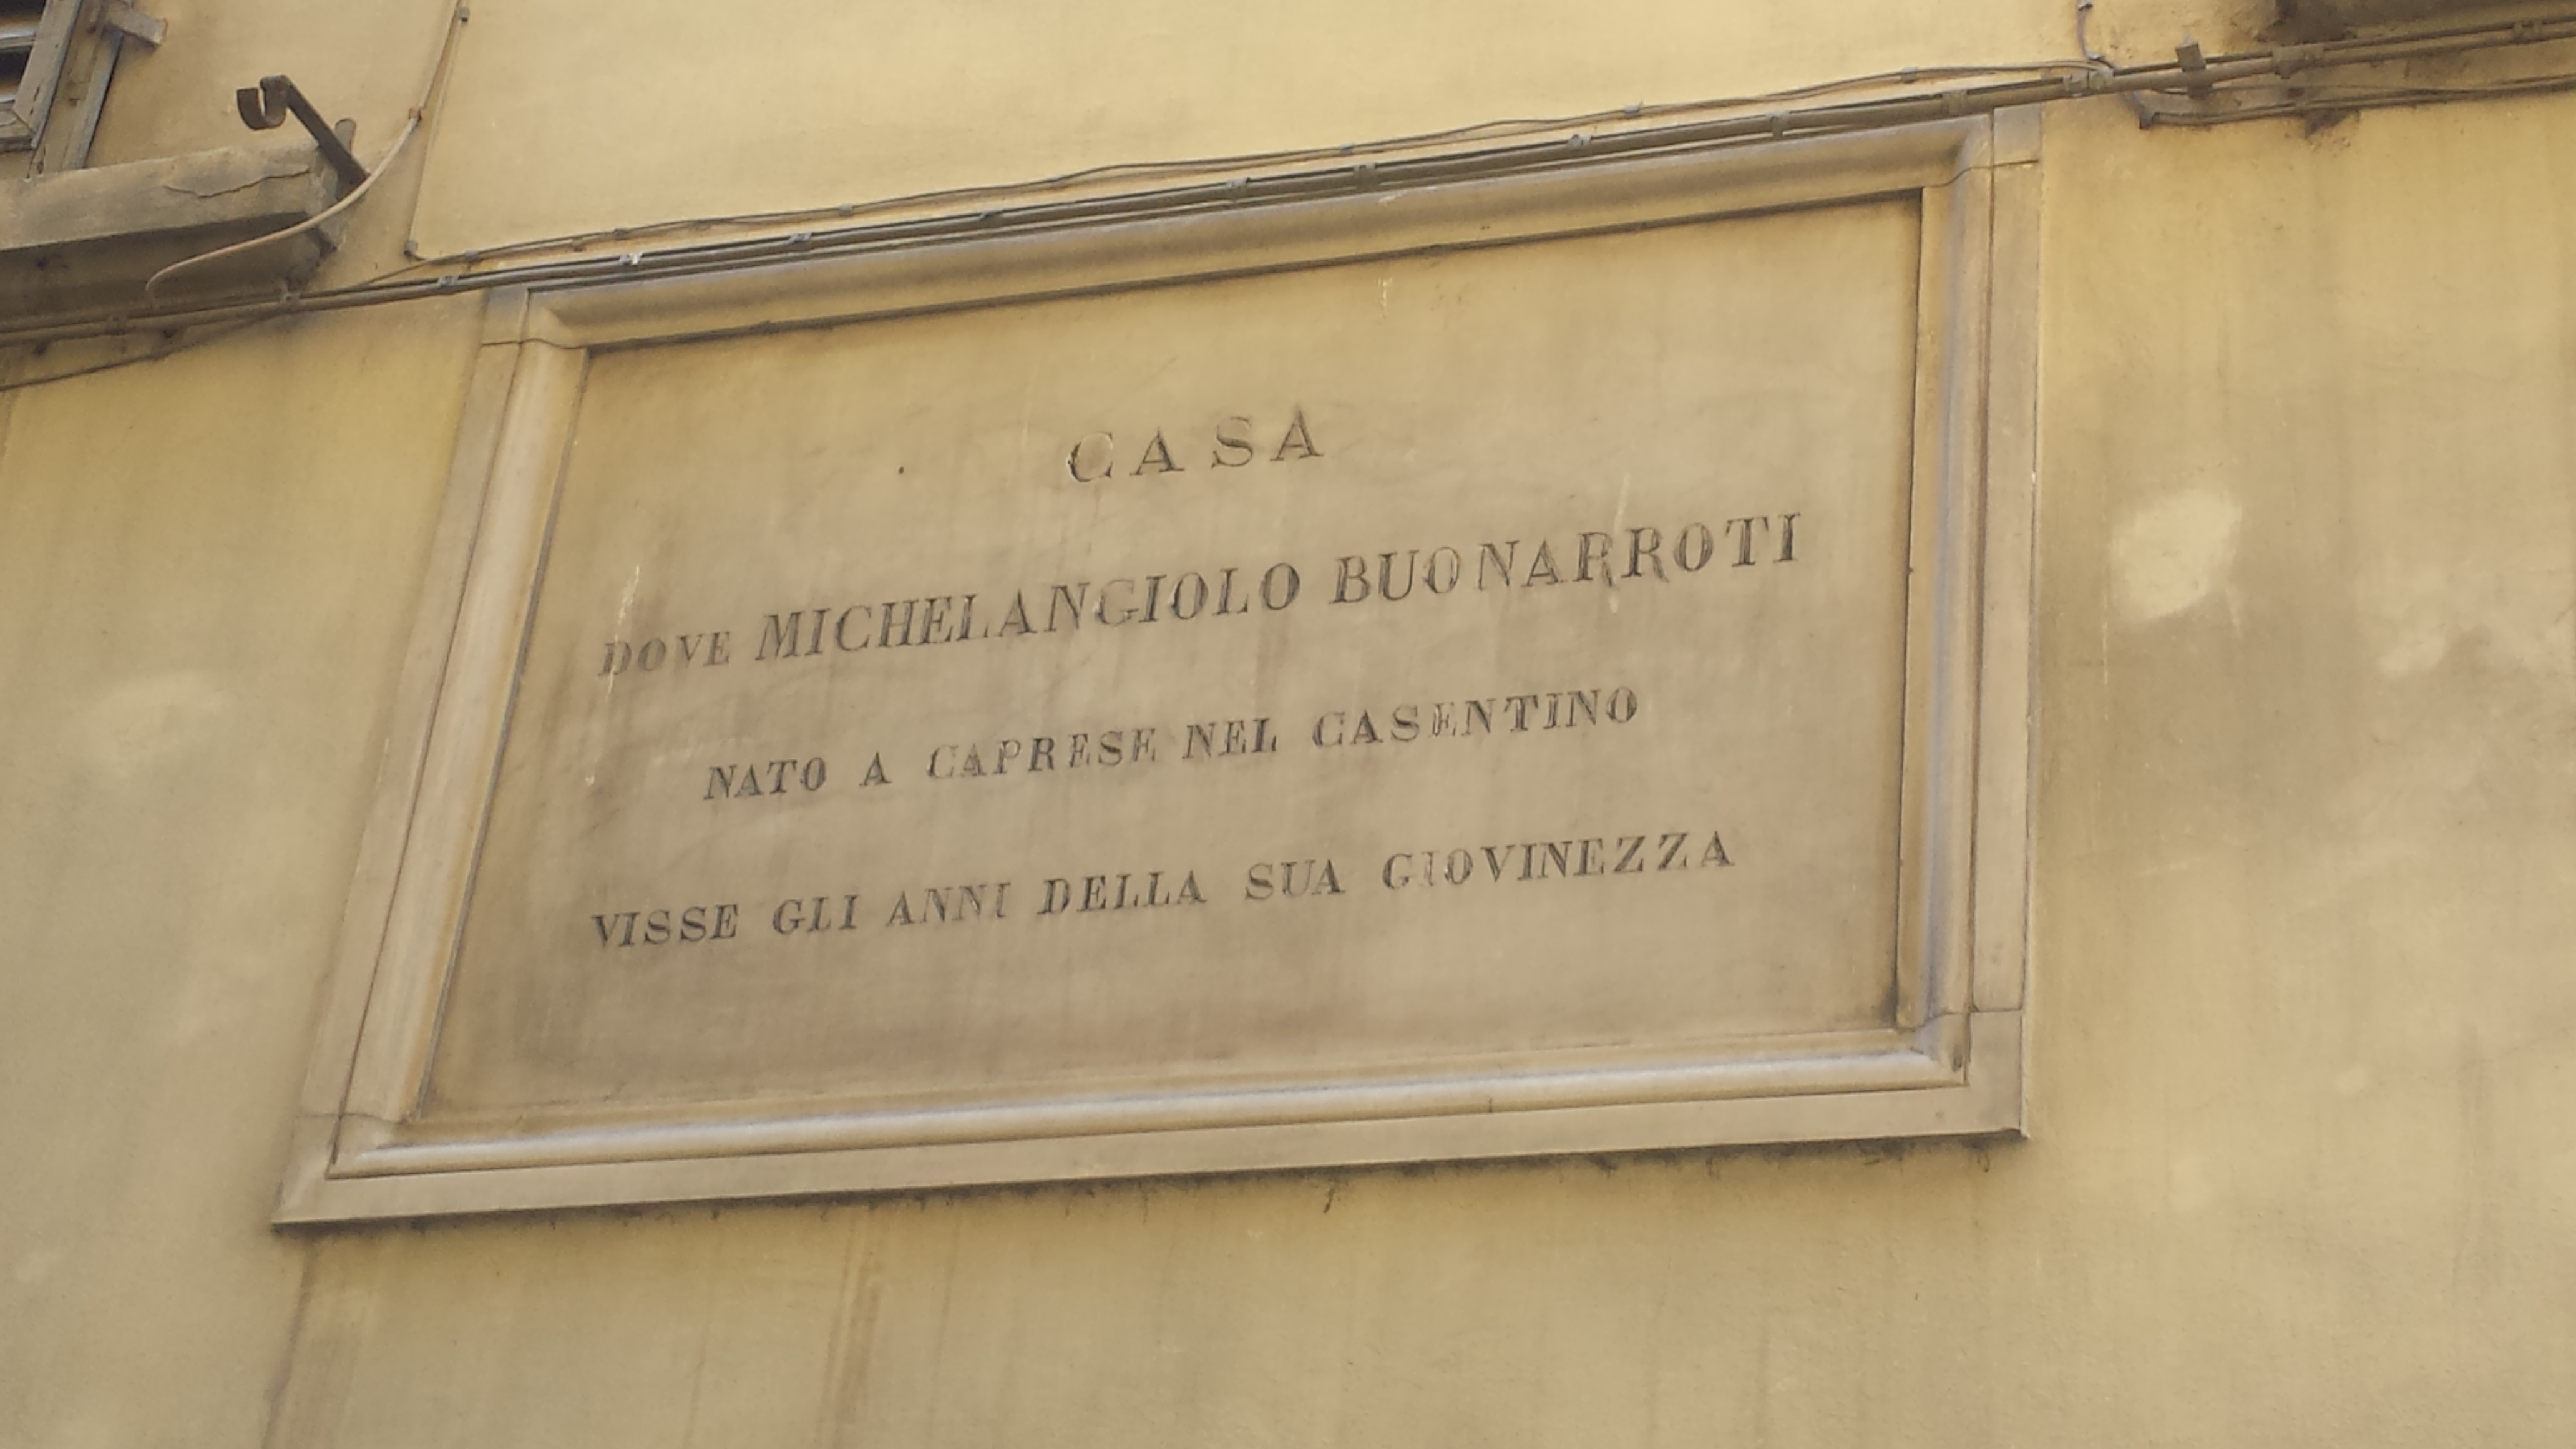 CASA
DOVE MICHELANGIOLO BUONARROTI
NATO A CAPRESE NEL CASENTINO
VISSE GLI ANNI DELLA SUA GIOVINEZZA